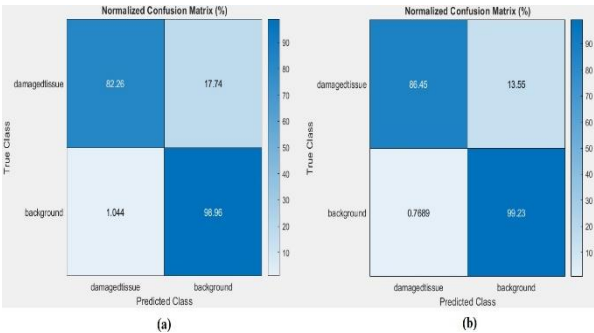 Normalized Confusion Matrix (%)
damagedtissue
82.26
17.74
background
1.044
98.96
90
80
70
60
50
40
30
20
10
True Class
damagedtissue
background
Predicted Class
(a)
Normalized Confusion Matrix (%)
damagedtissue
86.45
13.55
background
0.7689
99.23
90
80
70
60
50
40
30
20
10
True Class
damagedtissue
background
Predicted Class
(b)